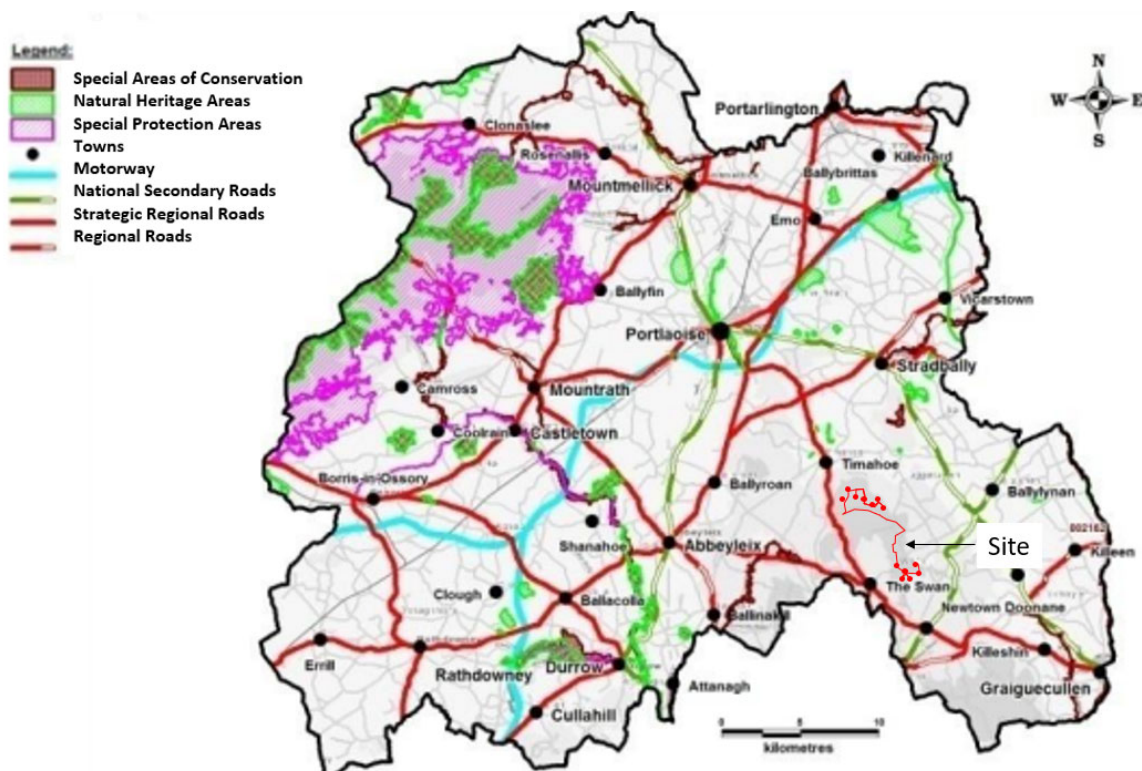 Legend:
Special Areas of Conservation
Natural Heritage Areas
Special Protection Areas
Towns
Motorway
National Secondary Roads
Strategic Regional Roads
Regional Roads
N
W E
S
Portarlington
Clonaslee
Rosenallis
Killenard
Ballybrittas
Mountmellick
Emo
Ballyfin
Vicarstown
Portlaoise
Stradbally
Camross
Mountrath
Coolrain
Castletown
Timahoe
Borris-in-Ossory
Ballyroan
Ballylynan
002162
Shanahoe
Abbeyleix
Site
Killeen
The Swan
Clough
Ballacolla
Newtown Doonane
Ballinakill
Errill
Rathdowney
Durrow
Killeshin
Attanagh
Graiguecullen
Cullahill
0 5 10
kilometres